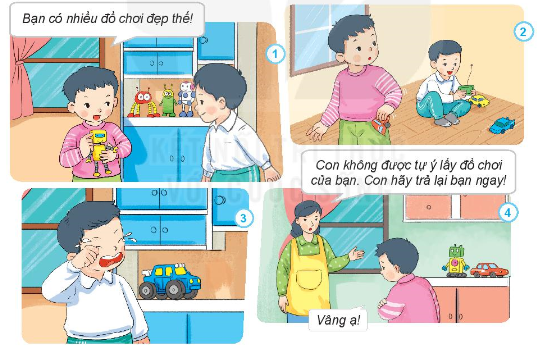 Bạn có nhiều đồ chơi đẹp thế!
1
2
Con không được tự ý lấy đồ chơi
của bạn. Con hãy trả lại bạn ngay!
3
4
Vâng ạ!